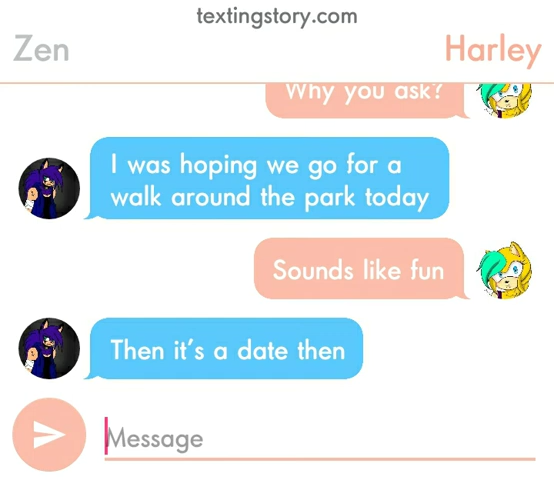 textingstory.com
Zen
Harley
Why you ask?
I was hoping we go for a
walk around the park today
Sounds like fun
Then it's a date then
Message